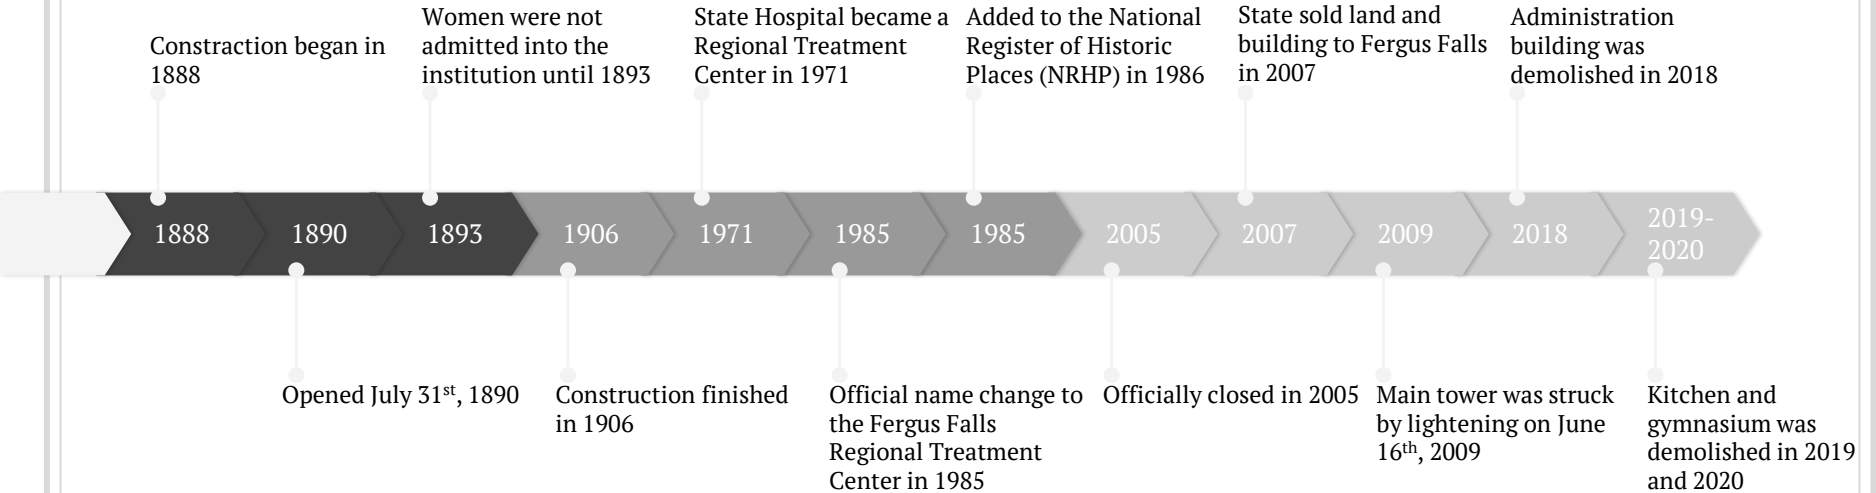 Constraction began in
1888
Women were not
admitted into the
institution until 1893
State Hospital became a
Regional Treatment
Center in 1971
Added to the National
Register of Historic
Places (NRHP) in 1986
State sold land and
building to Fergus Falls
in 2007
Administration
building was
demolished in 2018
1888
1890
1893
1906
1971
1985
1985
2005
2007
2009
2018
2019-
2020
Opened July 31st, 1890
Construction finished
in 1906
Official name change to
the Fergus Falls
Regional Treatment
Center in 1985
Officially closed in 2005
Main tower was struck
by lightening on June
16th, 2009
Kitchen and
gymnasium was
demolished in 2019
and 2020